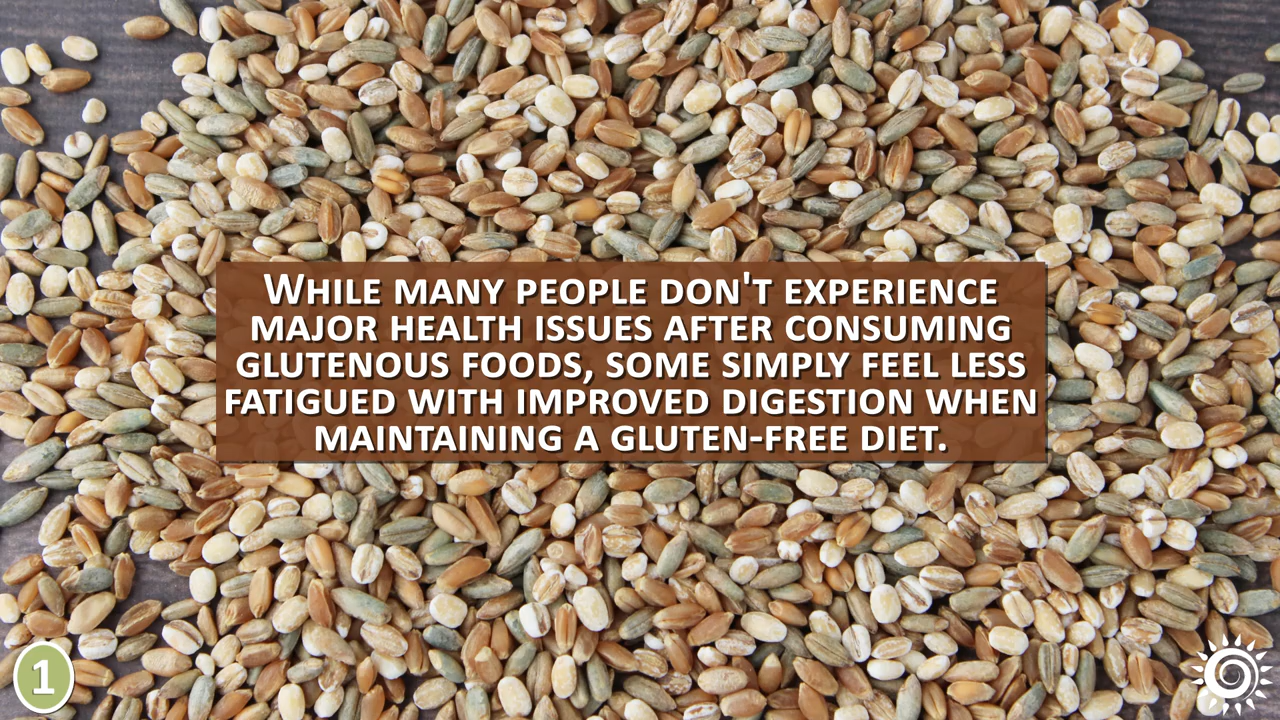 While many people don't experience
major health issues after consuming
glutenous foods, some simply feel less
fatigued with improved digestion when
maintaining a gluten-free diet.
1